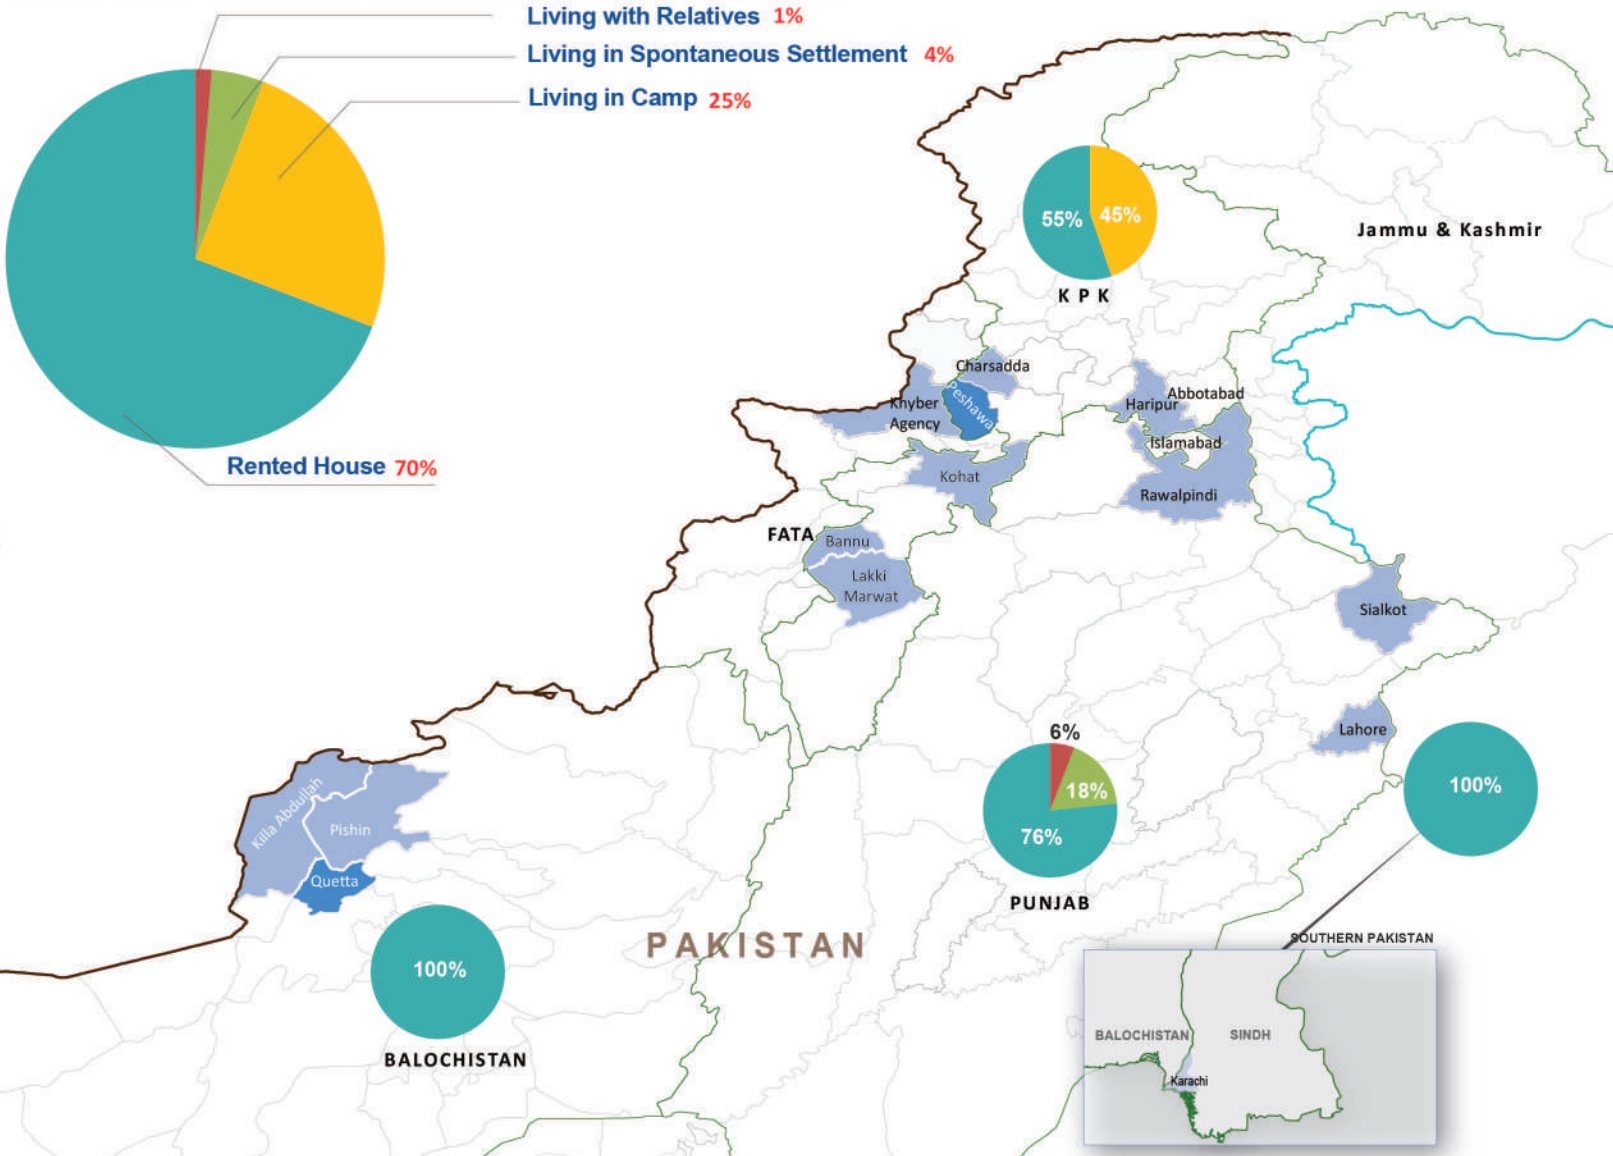 Living with Relatives 1%
Living in Spontaneous Settlement 4%
Living in Camp 25%
Rented House 70%
55% 45%
K P K
Jammu & Kashmir
Charsadda
Peshawa
Khyber
Agency
Haripur
Abbotabad
Islamabad
Kohat
Rawalpindi
FATA
Bannu
Lakki
Marwat
Sialkot
Lahore
6%
18%
76%
PUNJAB
100%
Killa Abdullah
Pishin
Quetta
100%
BALOCHISTAN
PAKISTAN
SOUTHERN PAKISTAN
BALOCHISTAN
SINDH
Karachi